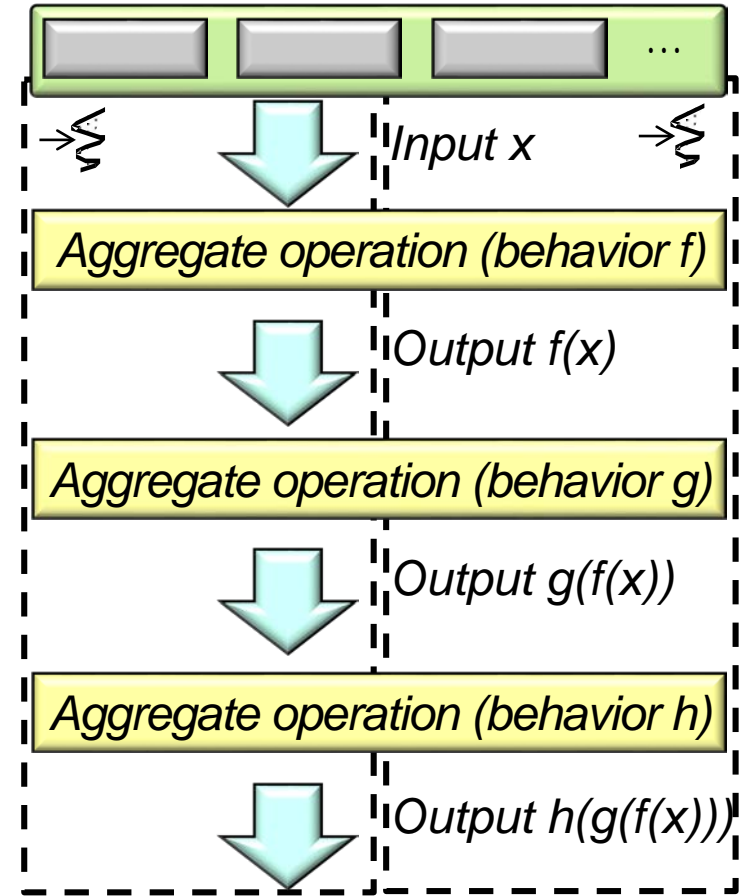 ...
Input x
Aggregate operation (behavior f)
Output f(x)
Aggregate operation (behavior g)
Output g(f(x))
Aggregate operation (behavior h)
Output h(g(f(x)))